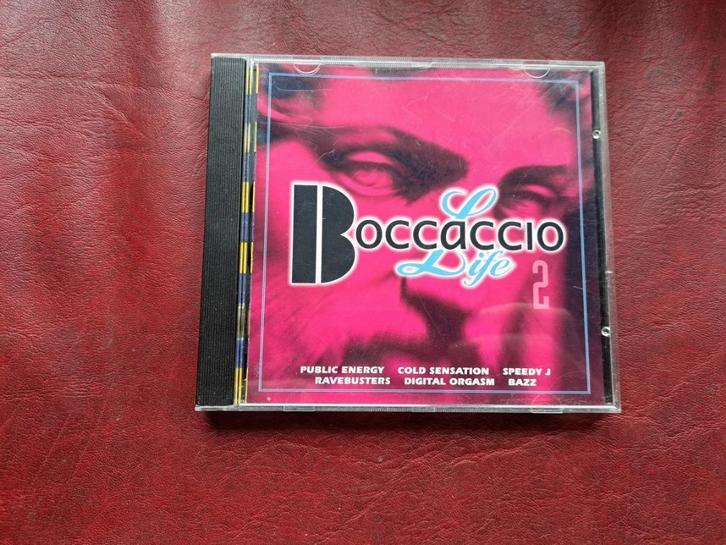 Boccaccio
Life
2
PUBLIC ENERGY COLD SENSATION SPEEDY J
RAVEBUSTERS DIGITAL ORGASM BAZZ